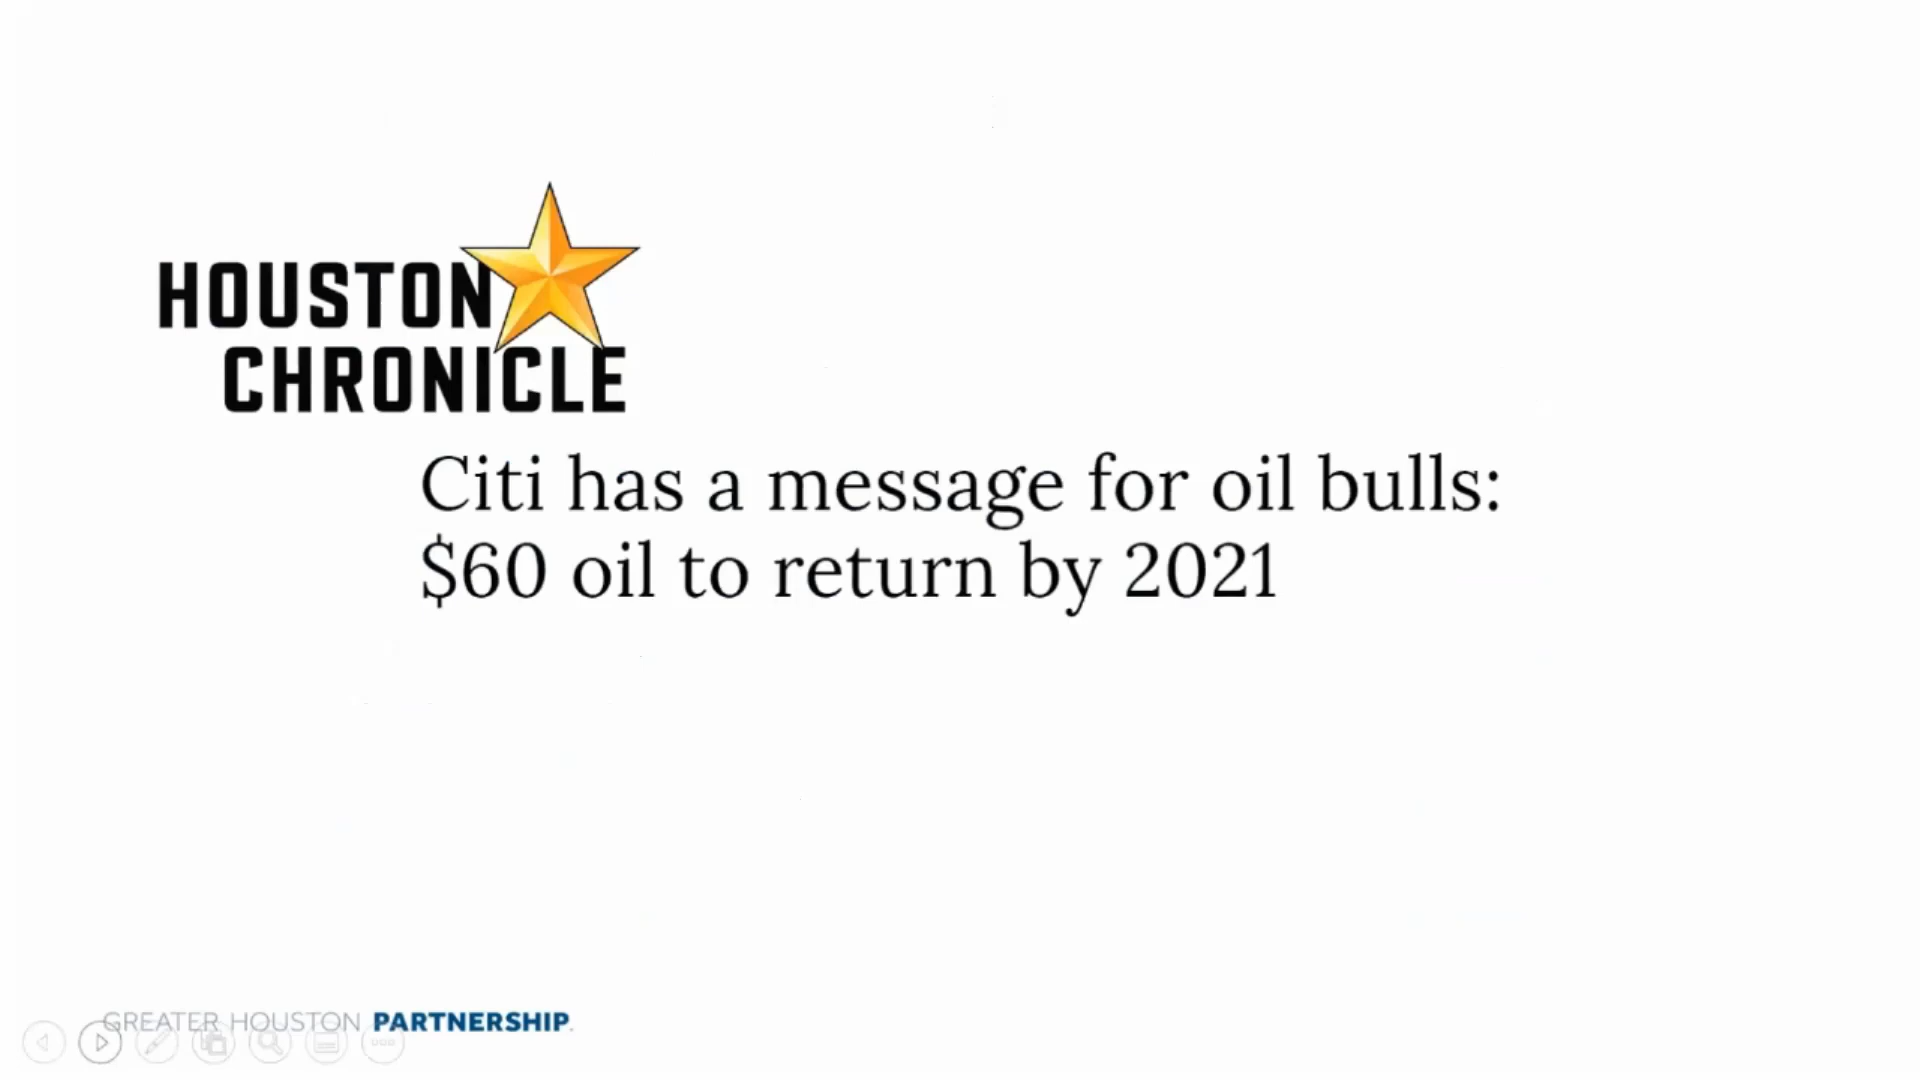 HOUSTON
CHRONICLE
Citi has a message for oil bulls:
$60 oil to return by 2021
GREATER HOUSTON PARTNERSHIP.